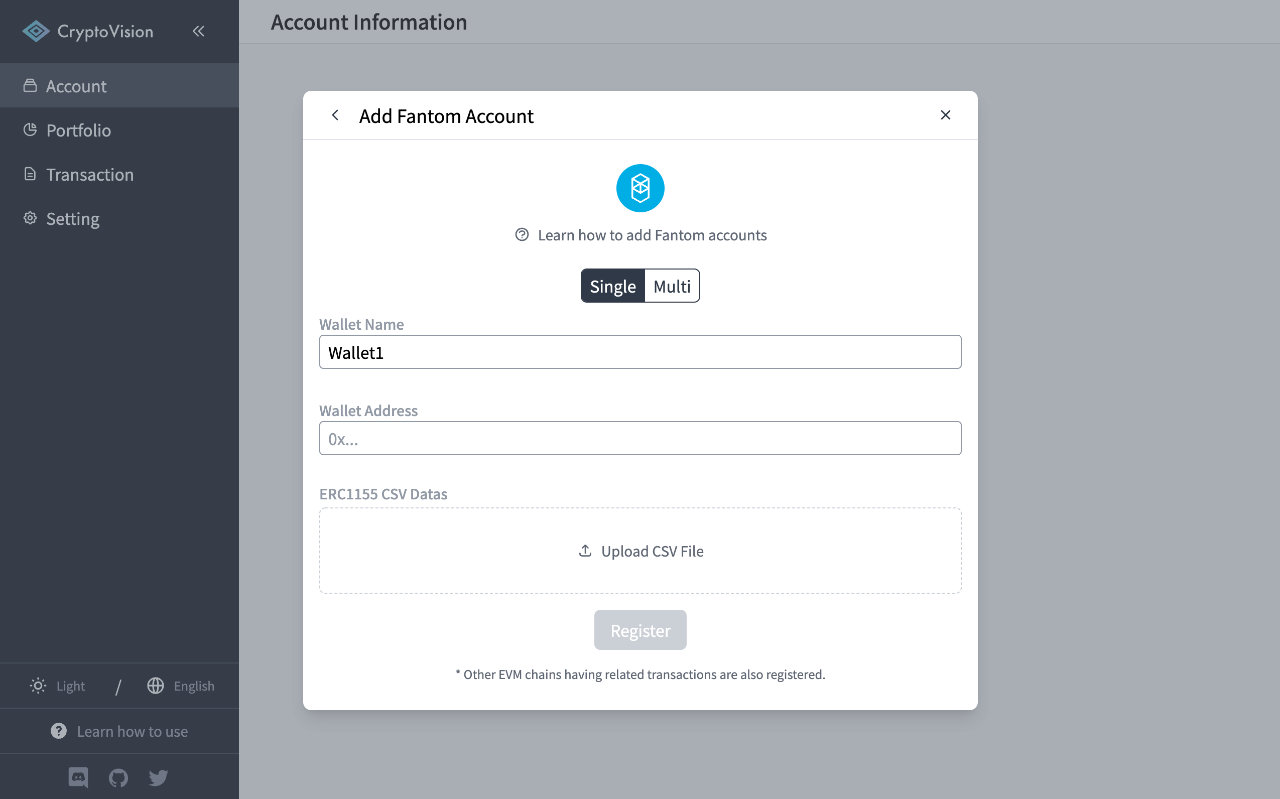 CryptoVision
Account Information
Account
Portfolio
Transaction
Setting
Add Fantom Account
Learn how to add Fantom accounts
Single Multi
Wallet Name
Wallet1
Wallet Address
0x...
ERC1155 CSV Datas
Upload CSV File
Register
* Other EVM chains having related transactions are also registered.
Light / English
Learn how to use